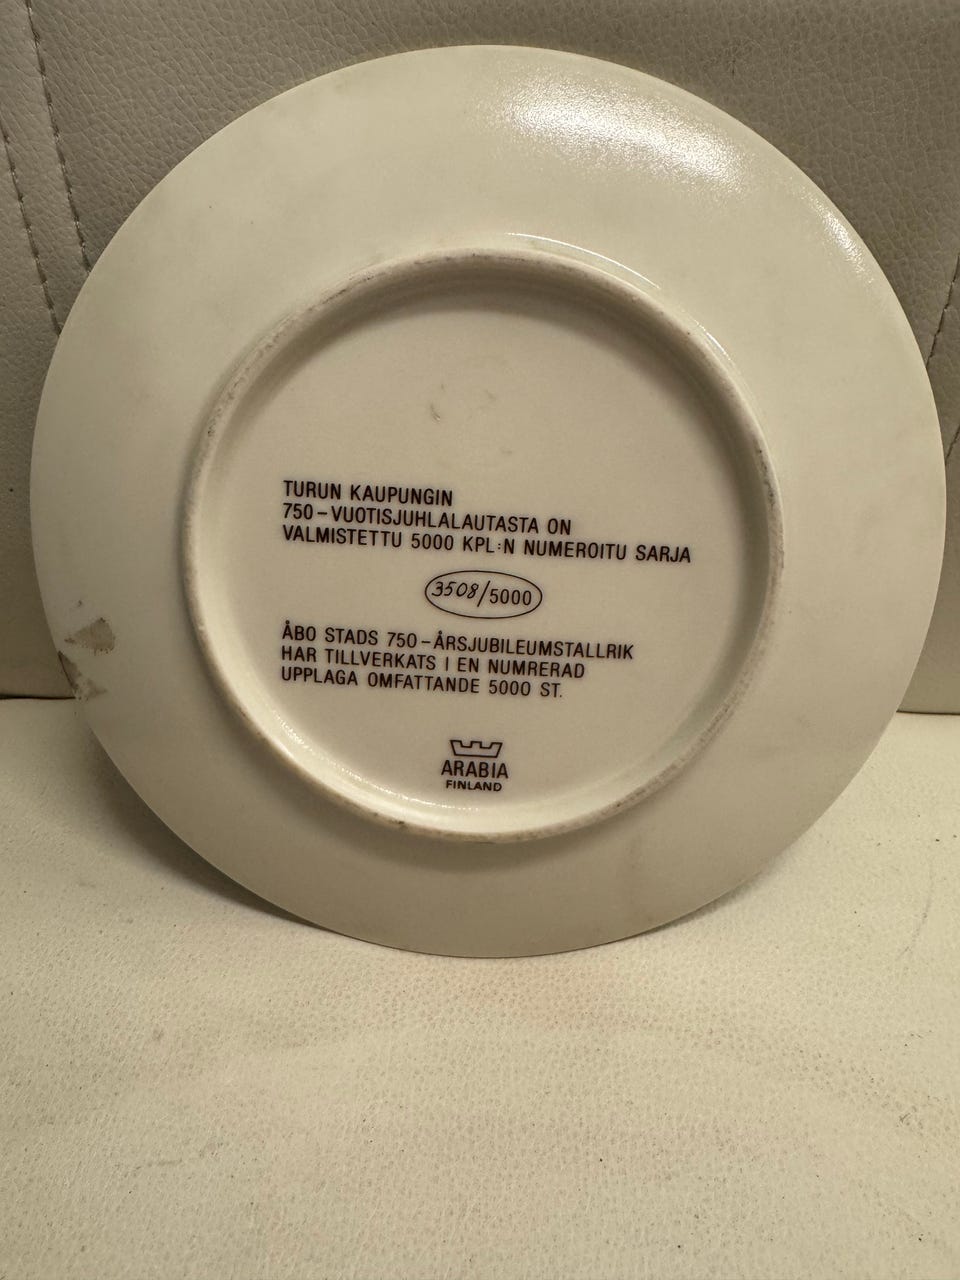 TURUN KAUPUNGIN
750-VUOTISJUHLALAUTASTA ON
VALMISTETTU 5000 KPL:N NUMEROITU SARJA
3508/5000
ÅBO STADS 750-ÅRSJUBILEUMSTALLRIK
HAR TILLVERKATS I EN NUMRERAD
UPPLAGA OMFATTANDE 5000 ST.
ARABIA
FINLAND